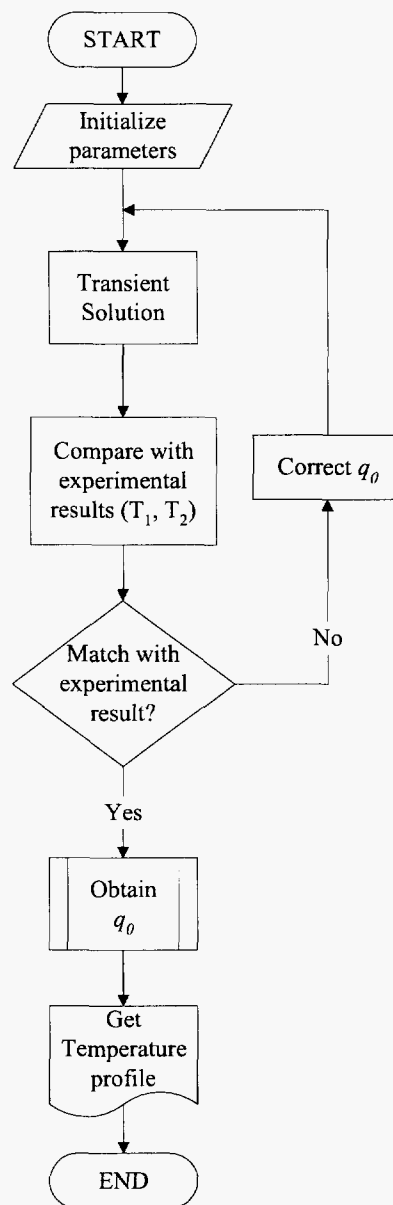 START
Initialize
parameters
Transient
Solution
Compare with
experimental
results (T₁, T₂)
Correct q₀
Match with
experimental
result?
No
Yes
Obtain
q₀
Get
Temperature
profile
END